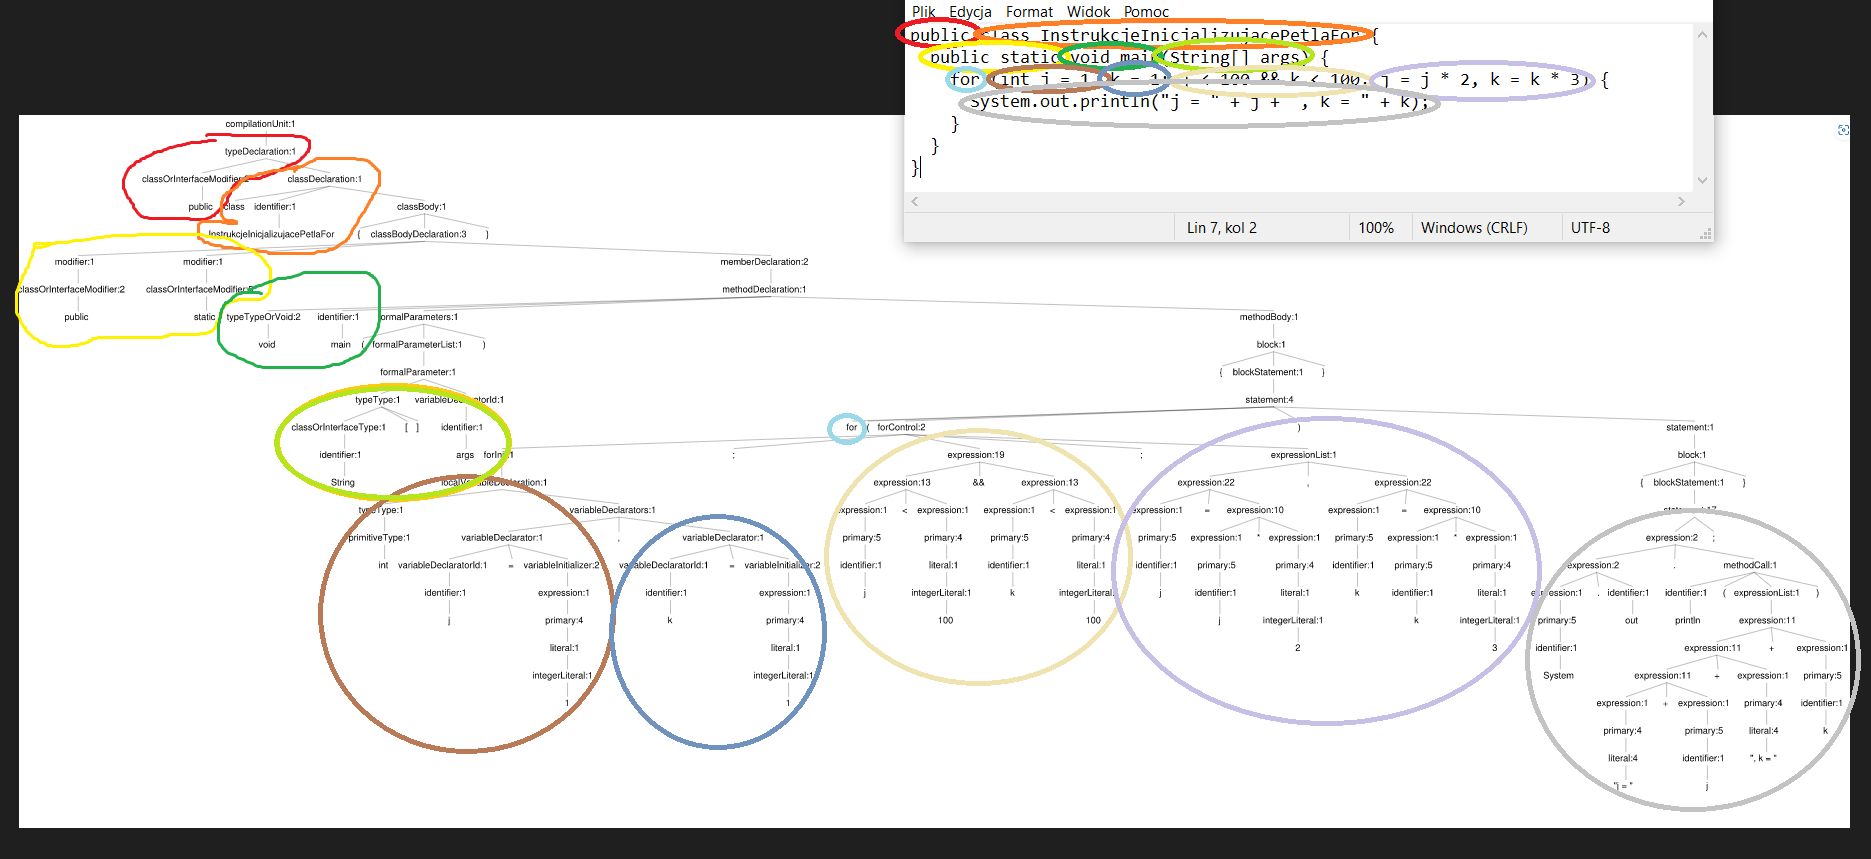 Plik Edycja Format Widok Pomoc
public class InstrukcjeInicjalizujacePetlaFor {
public static void main(String[] args) {
for (int j = 1, k = 1; j < 100 && k < 100; j = j * 2, k = k * 3) {
System.out.println("j = " + j + ", k = " + k);
}
}
}
Lin 7, kol 2 100% Windows (CRLF) UTF-8
compilationUnit:1
typeDeclaration:1
classOrInterfaceModifier:2 classDeclaration:1
public class identifier:1 classBody:1
InstrukcjeInicjalizujacePetlaFor { classBodyDeclaration:3 }
modifier:1 modifier:1 memberDeclaration:2
classOrInterfaceModifier:2 classOrInterfaceModifier:5 methodDeclaration:1
public static typeTypeOrVoid:2 identifier:1 formalParameters:1 methodBody:1
void main ( formalParameterList:1 ) block:1
formalParameter:1 { blockStatement:1 }
typeType:1 variableDeclaratorId:1 statement:4
classOrInterfaceType:1 [ ] identifier:1 for ( forControl:2 ) statement:1
identifier:1 args forInit:1 ; expression:19 ; expressionList:1 block:1
String localVariableDeclaration:1 expression:13 && expression:13 expression:22 , expression:22 { blockStatement:1 }
typeType:1 variableDeclarators:1 expression:1 < expression:1 expression:1 < expression:1 expression:1 = expression:10 expression:1 = expression:10 statement:17
primitiveType:1 variableDeclarator:1 , variableDeclarator:1 primary:5 primary:4 primary:5 primary:4 primary:5 expression:1 * expression:1 primary:5 expression:1 * expression:1 expression:2 ;
int variableDeclaratorId:1 = variableInitializer:2 variableDeclaratorId:1 = variableInitializer:2 identifier:1 literal:1 identifier:1 literal:1 identifier:1 primary:5 primary:4 identifier:1 primary:5 primary:4 expression:2 . methodCall:1
identifier:1 expression:1 identifier:1 expression:1 j integerLiteral:1 k integerLiteral:1 j identifier:1 literal:1 k identifier:1 literal:1 expression:1 . identifier:1 identifier:1 ( expressionList:1 )
j primary:4 k primary:4 100 100 j integerLiteral:1 k integerLiteral:1 primary:5 out println expression:11
literal:1 literal:1 2 3 identifier:1 expression:11 + expression:1
integerLiteral:1 integerLiteral:1 System expression:11 + expression:1 primary:5
1 1 expression:1 + expression:1 primary:4 identifier:1
primary:4 primary:5 literal:4 k
literal:4 identifier:1 ", k = "
"j = " j